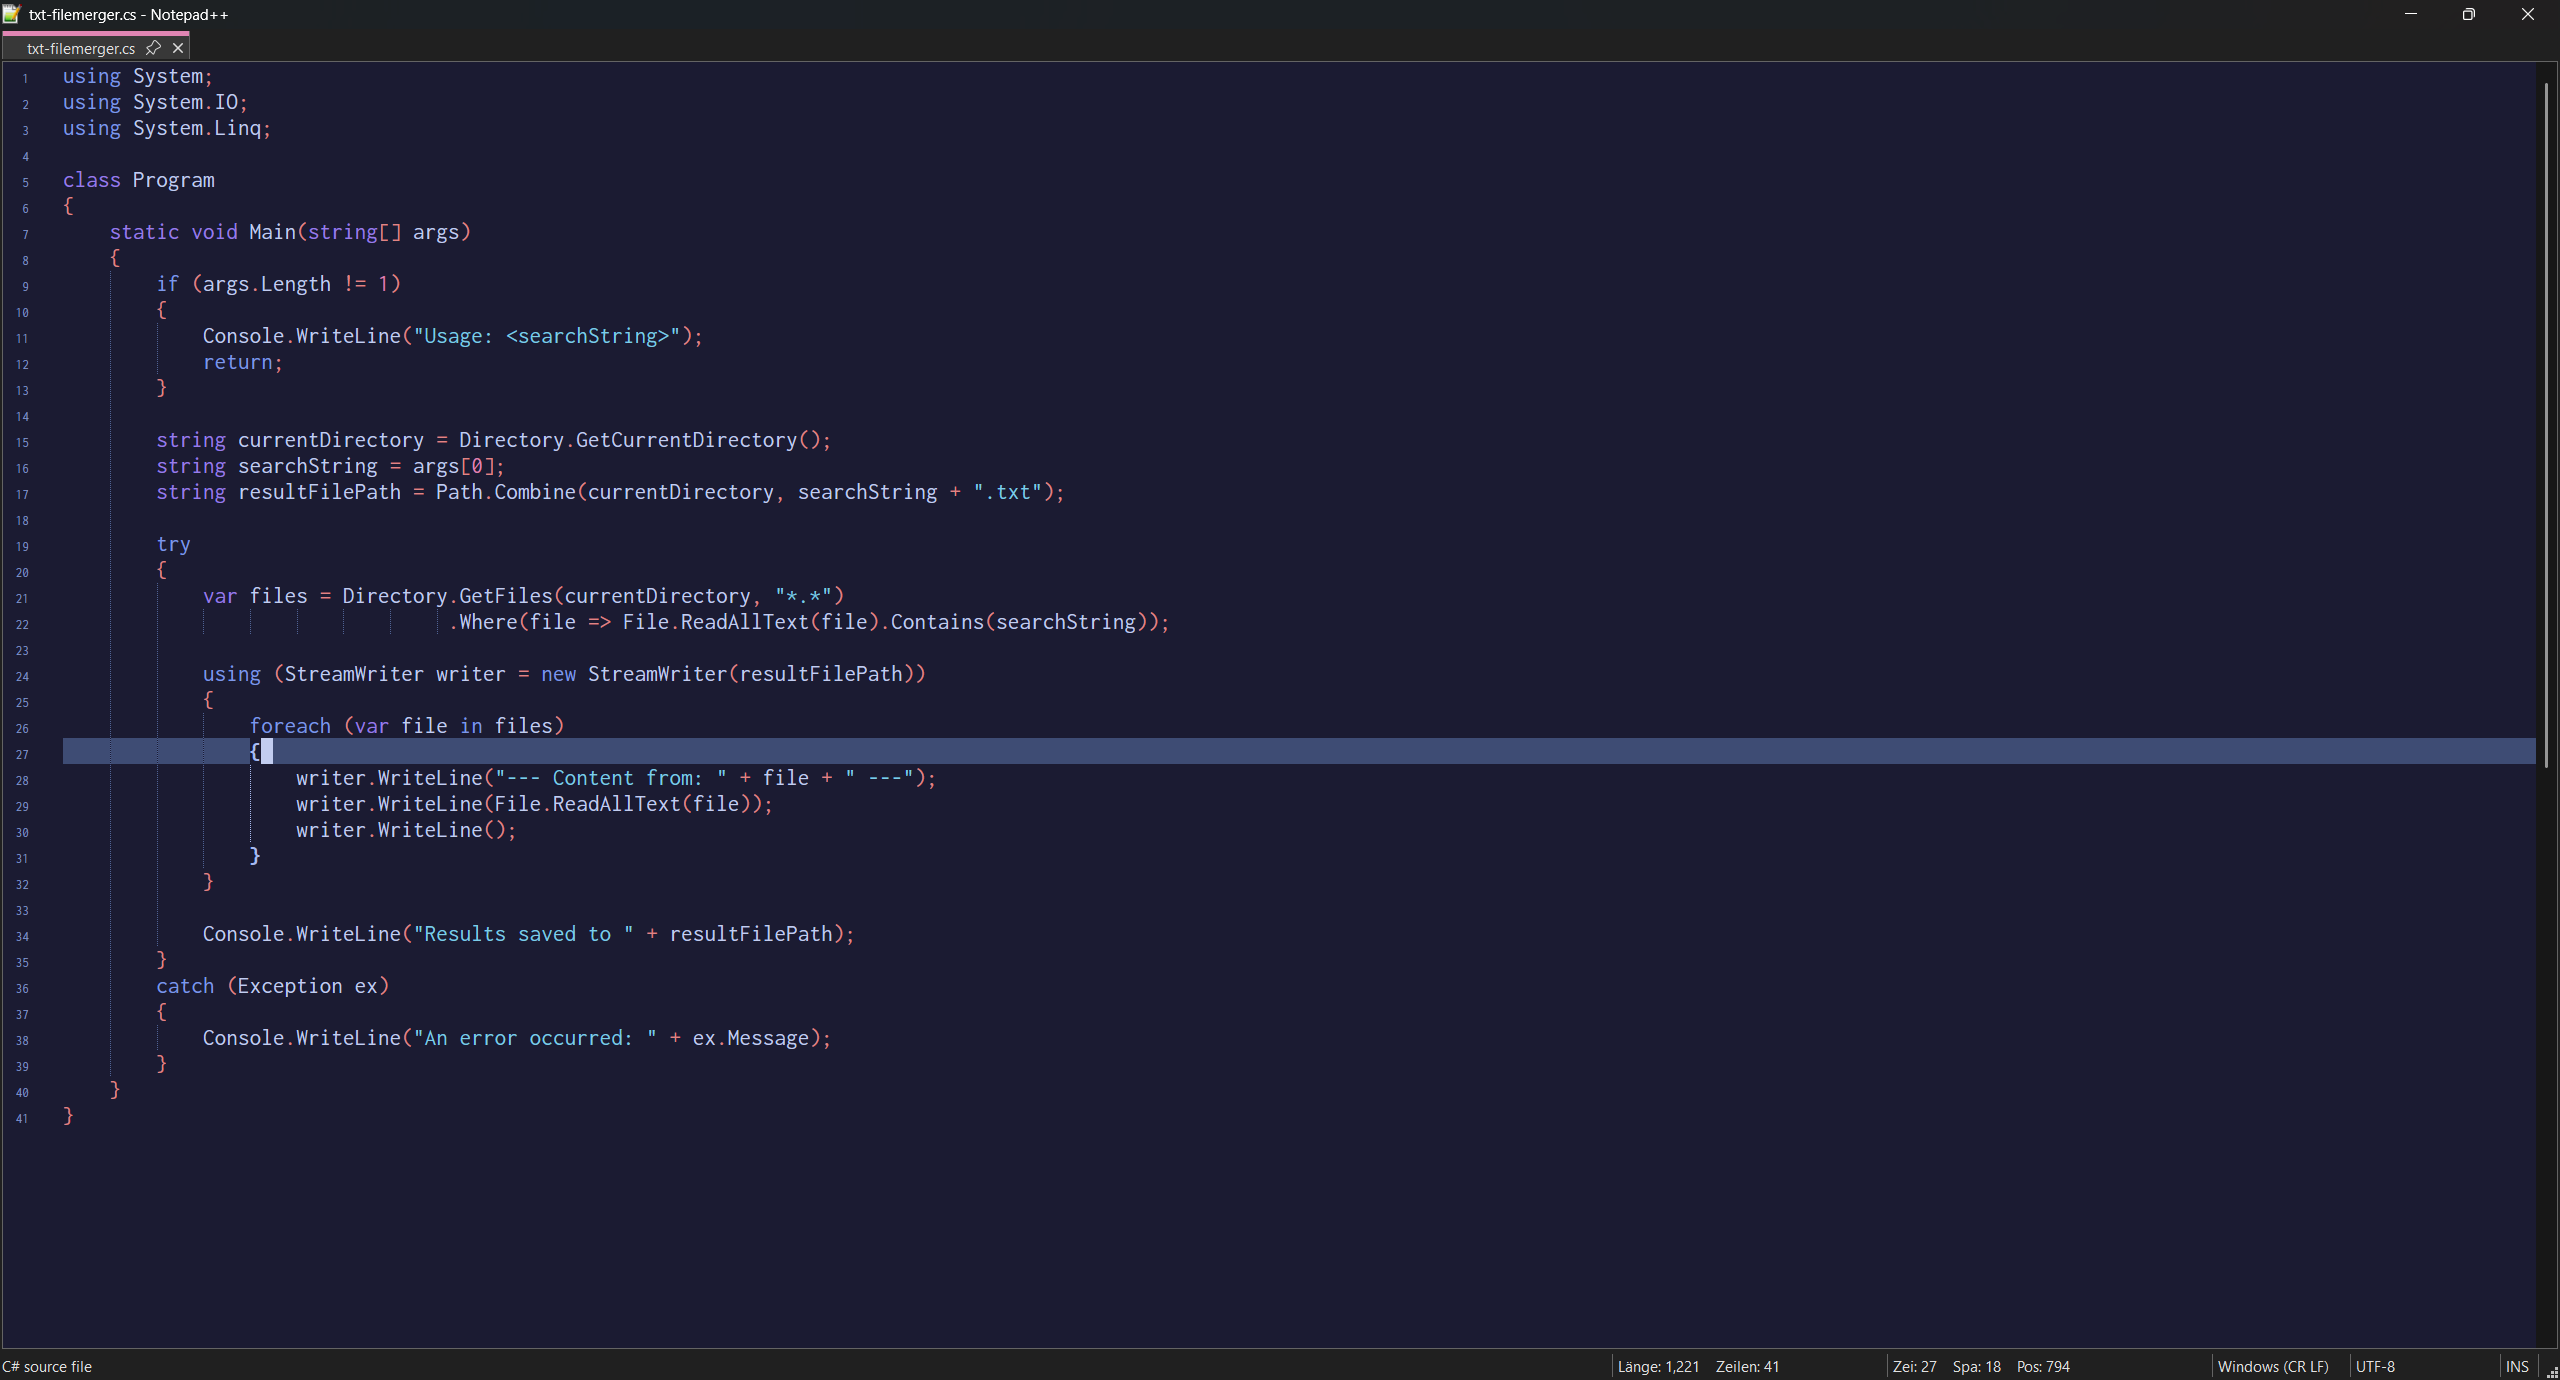 txt-filemerger.cs - Notepad++
txt-filemerger.cs
1 using System;
2 using System.IO;
3 using System.Linq;
4
5 class Program
6 {
7     static void Main(string[] args)
8     {
9         if (args.Length != 1)
10         {
11             Console.WriteLine("Usage: <searchString>");
12             return;
13         }
14
15         string currentDirectory = Directory.GetCurrentDirectory();
16         string searchString = args[0];
17         string resultFilePath = Path.Combine(currentDirectory, searchString + ".txt");
18
19         try
20         {
21             var files = Directory.GetFiles(currentDirectory, "*.*")
22                                  .Where(file => File.ReadAllText(file).Contains(searchString));
23
24             using (StreamWriter writer = new StreamWriter(resultFilePath))
25             {
26                 foreach (var file in files)
27                 {
28                     writer.WriteLine("--- Content from: " + file + " ---");
29                     writer.WriteLine(File.ReadAllText(file));
30                     writer.WriteLine();
31                 }
32             }
33
34             Console.WriteLine("Results saved to " + resultFilePath);
35         }
36         catch (Exception ex)
37         {
38             Console.WriteLine("An error occurred: " + ex.Message);
39         }
40     }
41 }
C# source file Länge: 1,221 Zeilen: 41 Zei: 27 Spa: 18 Pos: 794 Windows (CR LF) UTF-8 INS